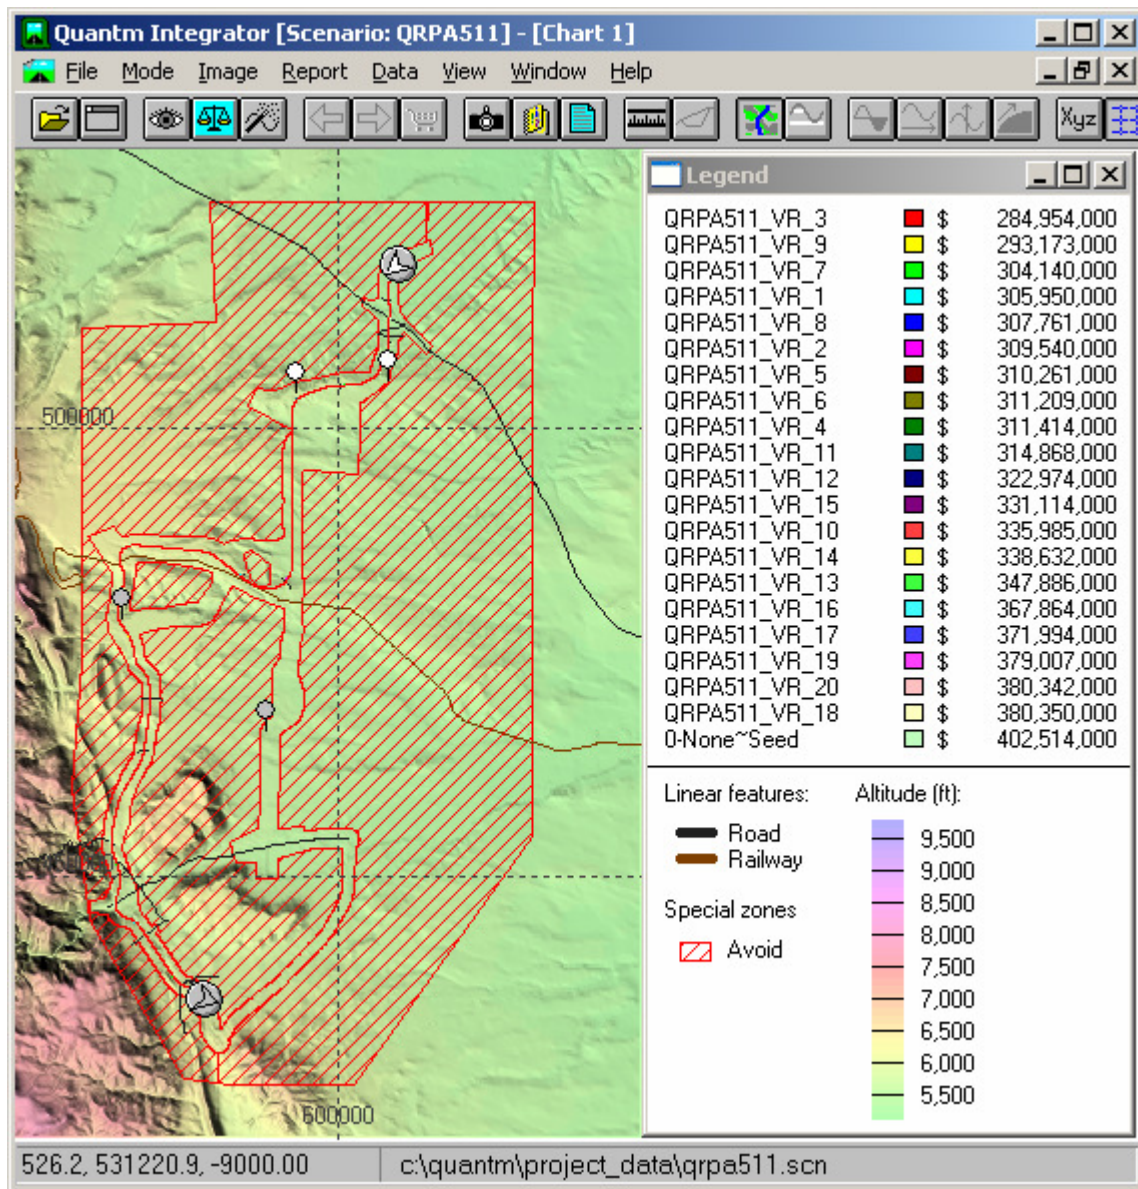 Quantm Integrator [Scenario: QRPA511] - [Chart 1]
File Mode Image Report Data View Window Help
Xyz
Legend
QRPA511_VR_3 $ 284,954,000
QRPA511_VR_9 $ 293,173,000
QRPA511_VR_7 $ 304,140,000
QRPA511_VR_1 $ 305,950,000
QRPA511_VR_8 $ 307,761,000
QRPA511_VR_2 $ 309,540,000
QRPA511_VR_5 $ 310,261,000
QRPA511_VR_6 $ 311,209,000
QRPA511_VR_4 $ 311,414,000
QRPA511_VR_11 $ 314,868,000
QRPA511_VR_12 $ 322,974,000
QRPA511_VR_15 $ 331,114,000
QRPA511_VR_10 $ 335,985,000
QRPA511_VR_14 $ 338,632,000
QRPA511_VR_13 $ 347,886,000
QRPA511_VR_16 $ 367,864,000
QRPA511_VR_17 $ 371,994,000
QRPA511_VR_19 $ 379,007,000
QRPA511_VR_20 $ 380,342,000
QRPA511_VR_18 $ 380,350,000
0-None~Seed $ 402,514,000
Linear features:
Road
Railway
Special zones
Avoid
Altitude (ft):
9,500
9,000
8,500
8,000
7,500
7,000
6,500
6,000
5,500
500000
600000
526.2, 531220.9, -9000.00 c:\quantm\project_data\qrpa511.scn